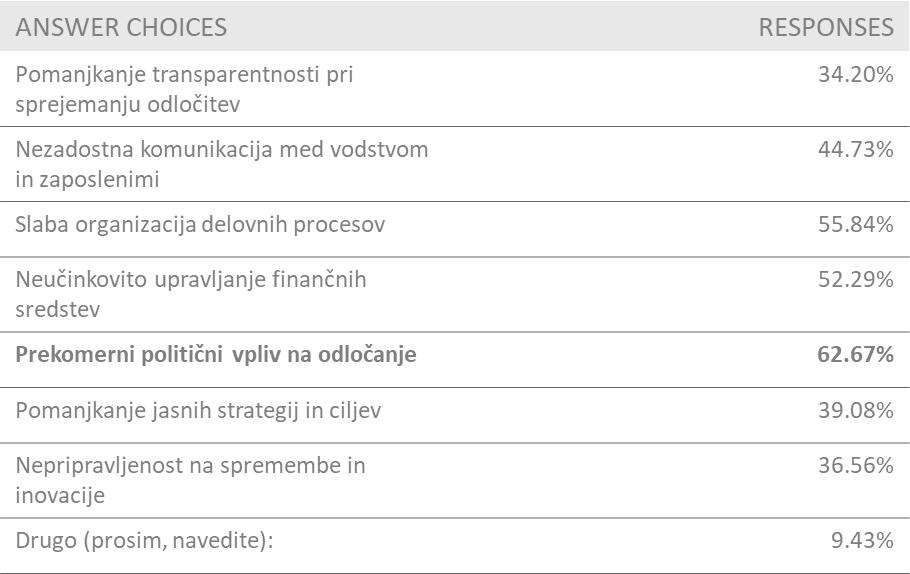 ANSWER CHOICES RESPONSES
Pomanjkanje transparentnosti pri 34.20%
sprejemanju odločitev
Nezadostna komunikacija med vodstvom 44.73%
in zaposlenimi
Slaba organizacija delovnih procesov 55.84%
Neučinkovito upravljanje finančnih 52.29%
sredstev
Prekomerni politični vpliv na odločanje 62.67%
Pomanjkanje jasnih strategij in ciljev 39.08%
Nepripravljenost na spremembe in 36.56%
inovacije
Drugo (prosim, navedite): 9.43%